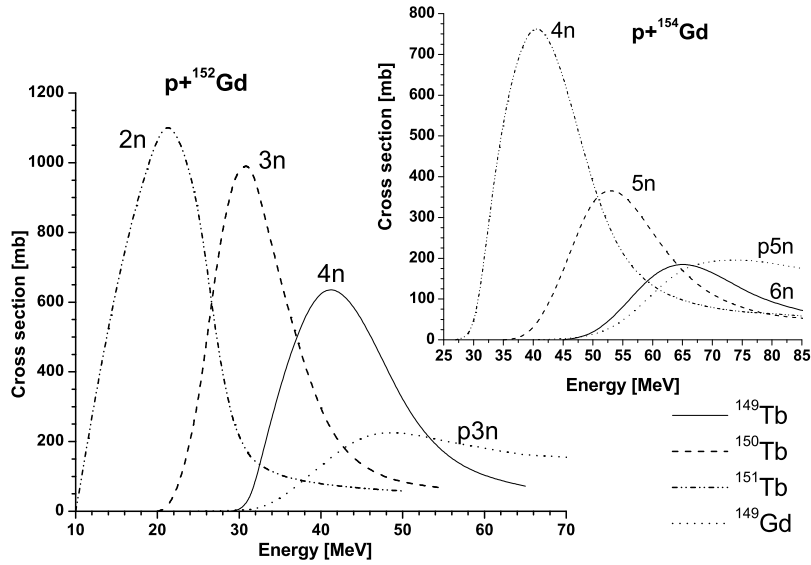 p+¹⁵²Gd
Cross section [mb]
1200
1000
800
600
400
200
0
10
20
30
40
50
60
70
Energy [MeV]
2n
3n
4n
p3n
p+¹⁵⁴Gd
Cross section [mb]
800
700
600
500
400
300
200
100
0
25
30
35
40
45
50
55
60
65
70
75
80
85
Energy [MeV]
4n
5n
p5n
6n
¹⁴⁹Tb
¹⁵⁰Tb
¹⁵¹Tb
¹⁴⁹Gd